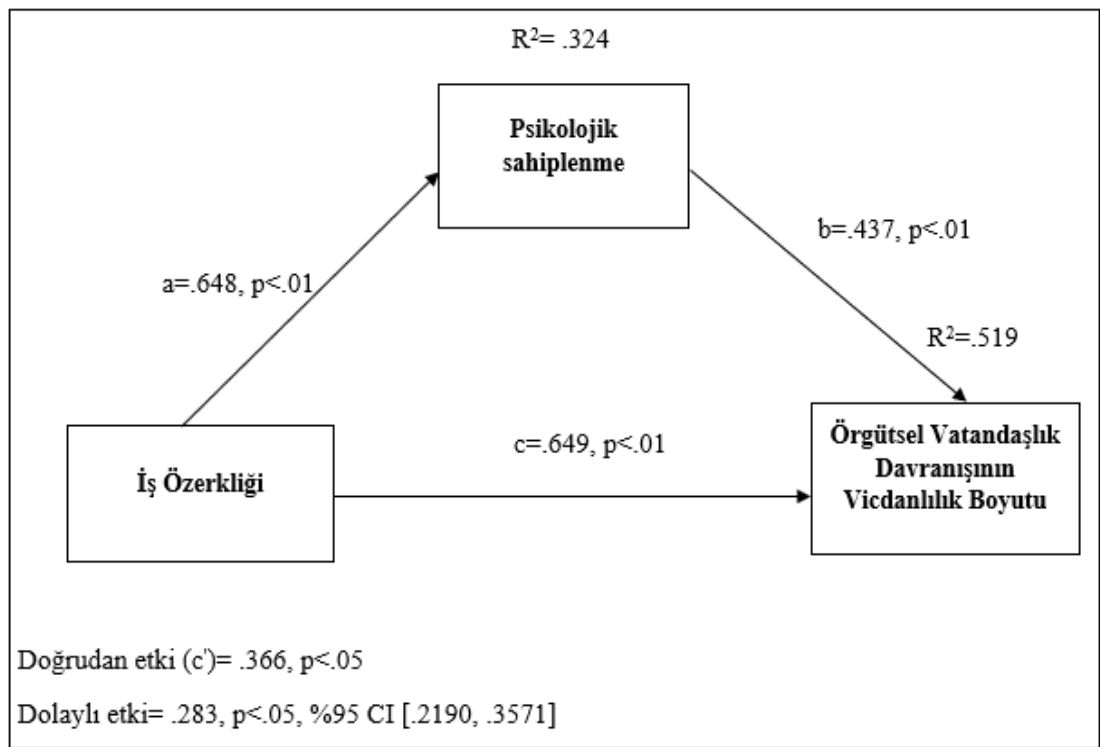 R²= .324
Psikolojik
sahiplenme
b=.437, p<.01
a=.648, p<.01
R²=.519
c=.649, p<.01
İş Özerkliği
Örgütsel Vatandaşlık
Davranışının
Vicdanlılık Boyutu
Doğrudan etki (c')= .366, p<.05
Dolaylı etki= .283, p<.05, %95 CI [.2190, .3571]